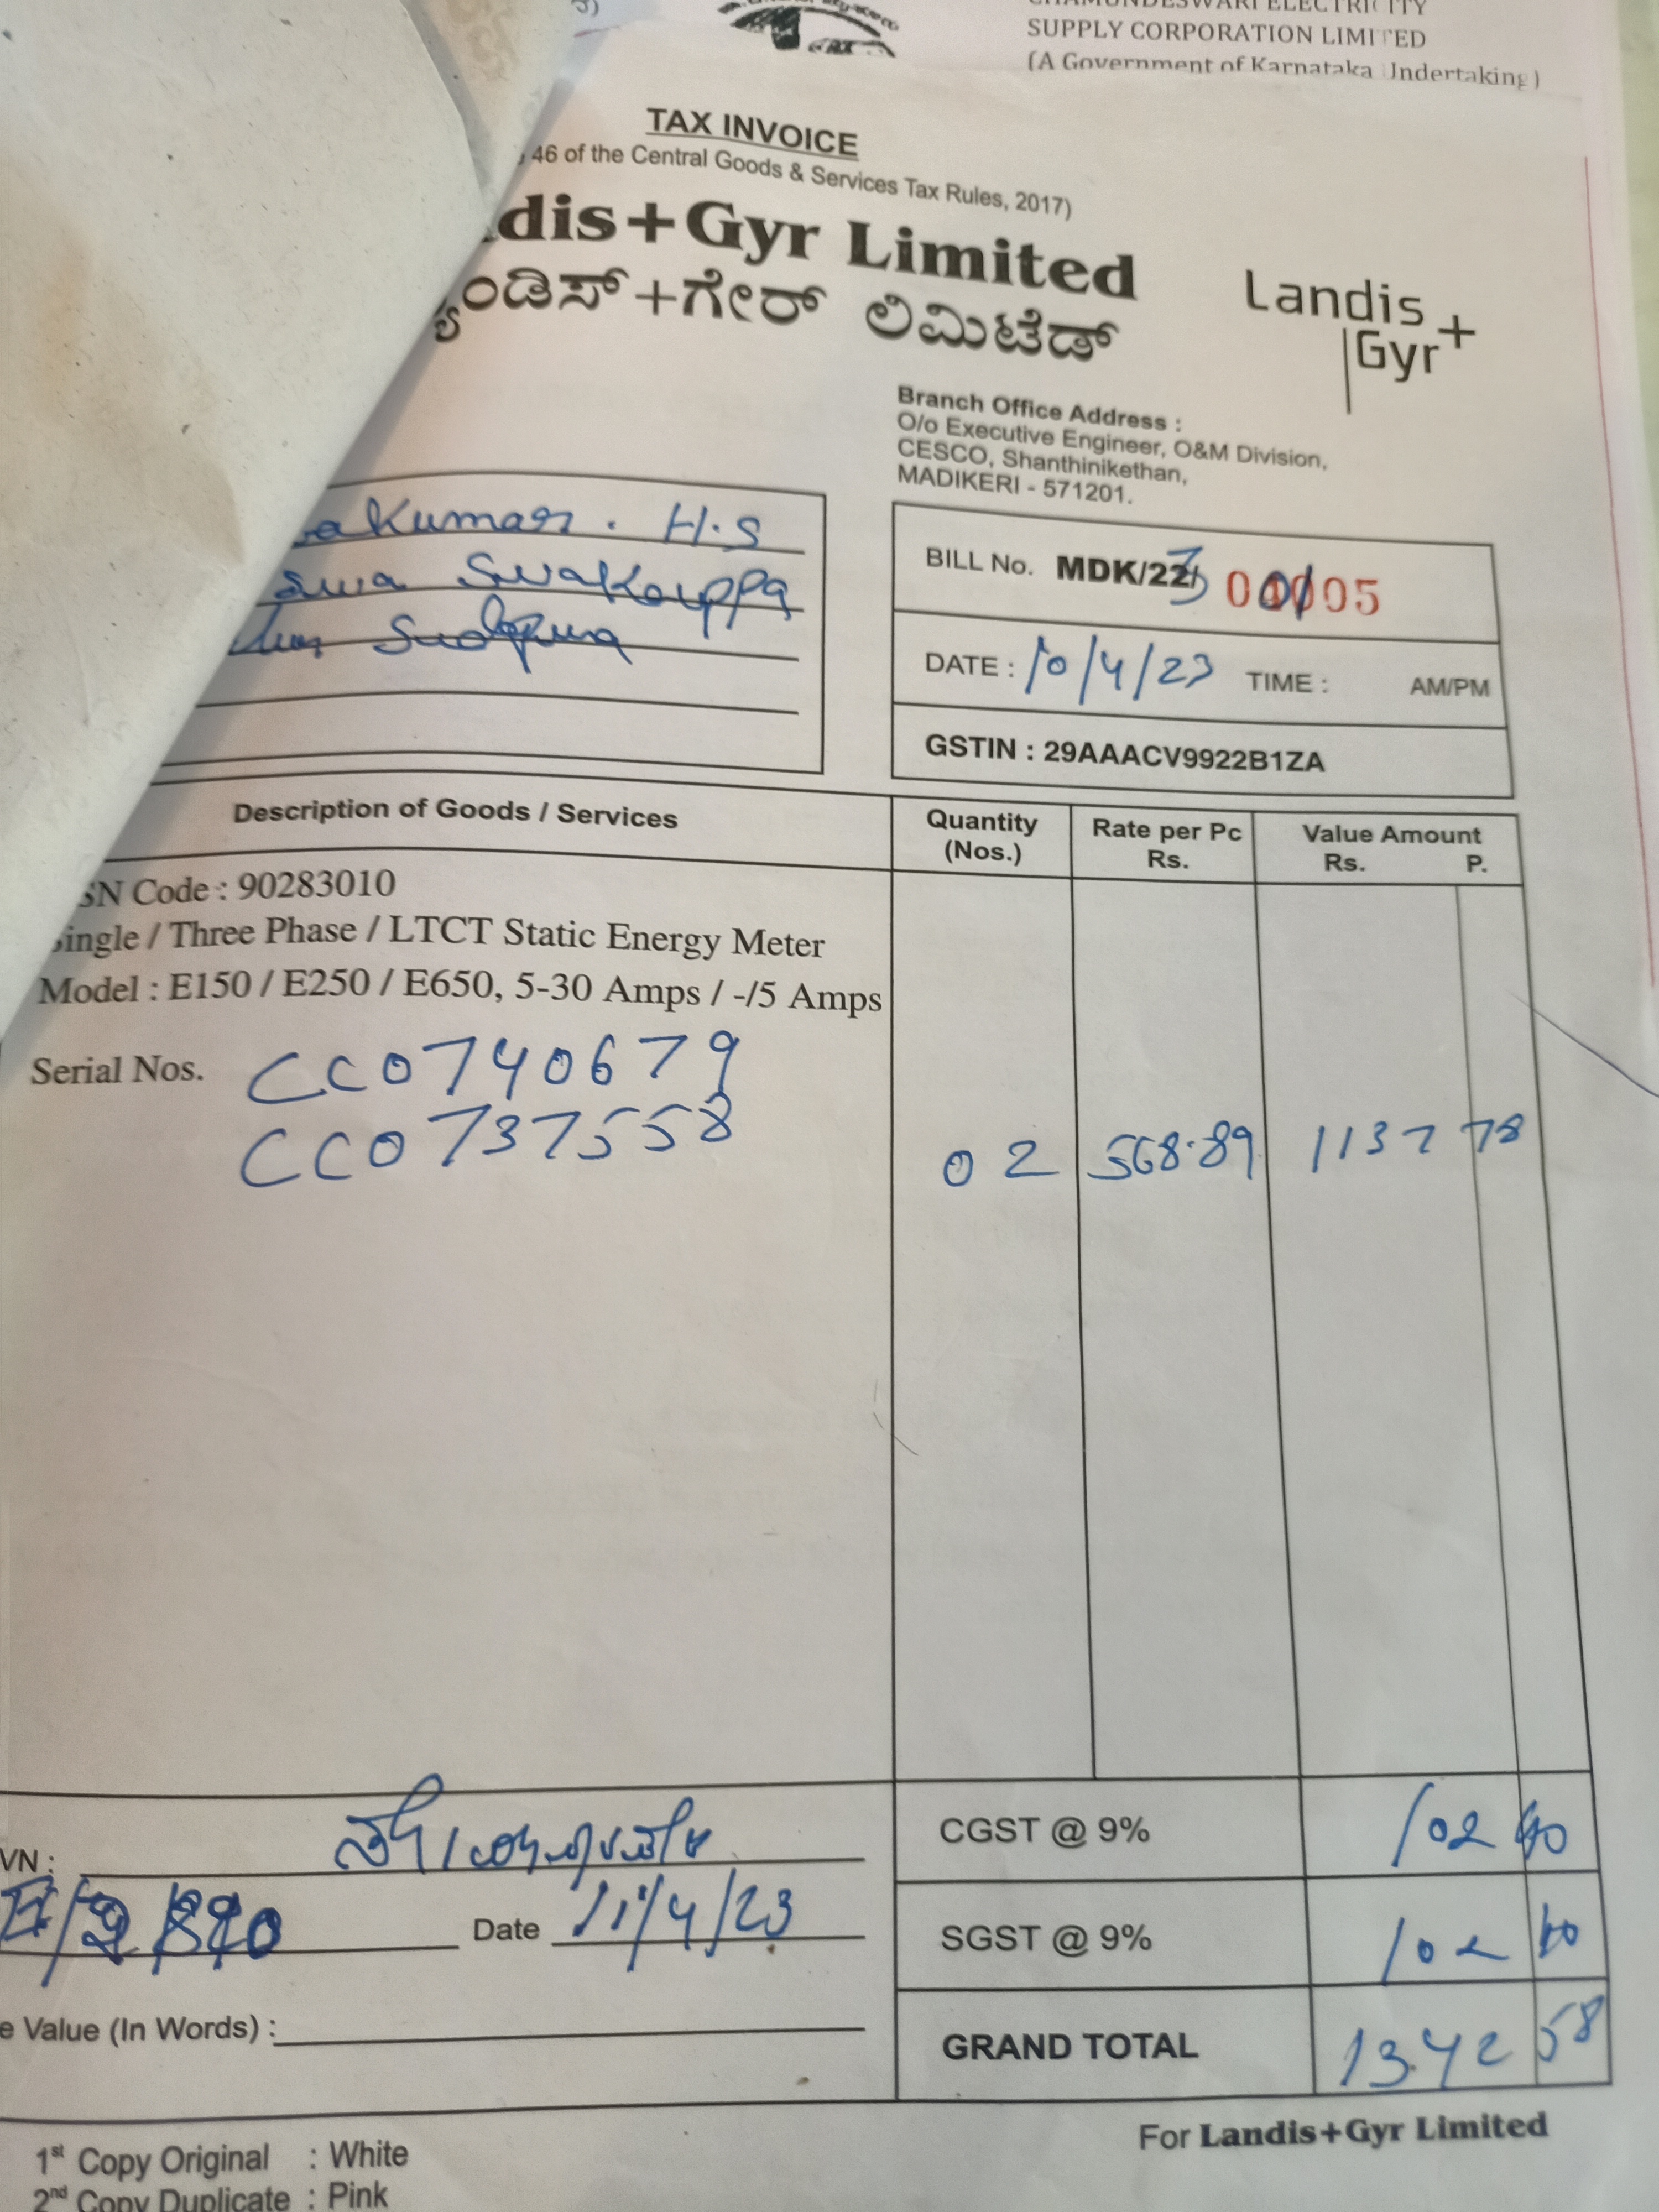 CHAMUNDESWARI ELECTRICITY
SUPPLY CORPORATION LIMITED
(A Government of Karnataka Undertaking)
TAX INVOICE
46 of the Central Goods & Services Tax Rules, 2017)
dis+Gyr Limited
ಂಡಿಸ್+ಗೇರ್ ಲಿಮಿಟೆಡ್
Landis
Gyr+
Branch Office Address :
O/o Executive Engineer, O&M Division,
CESCO, Shanthinikethan,
MADIKERI - 571201.
akumar. H.S
BILL No. MDK/22
05
DATE : 10/4/23 TIME : AM/PM
GSTIN : 29AAACV9922B1ZA
Description of Goods / Services
Quantity (Nos.)
Rate per Pc Rs.
Value Amount Rs. P.
SN Code : 90283010
Single / Three Phase / LTCT Static Energy Meter
Model : E150 / E250 / E650, 5-30 Amps / -/5 Amps
Serial Nos. CC0740679
CC0737558
02 568.89 1137 78
CGST @ 9% 102 40
VN :
Date 11/4/23
SGST @ 9% 102 40
e Value (In Words) :
GRAND TOTAL 1342 58
For Landis+Gyr Limited
1st Copy Original : White
2nd Copy Duplicate : Pink